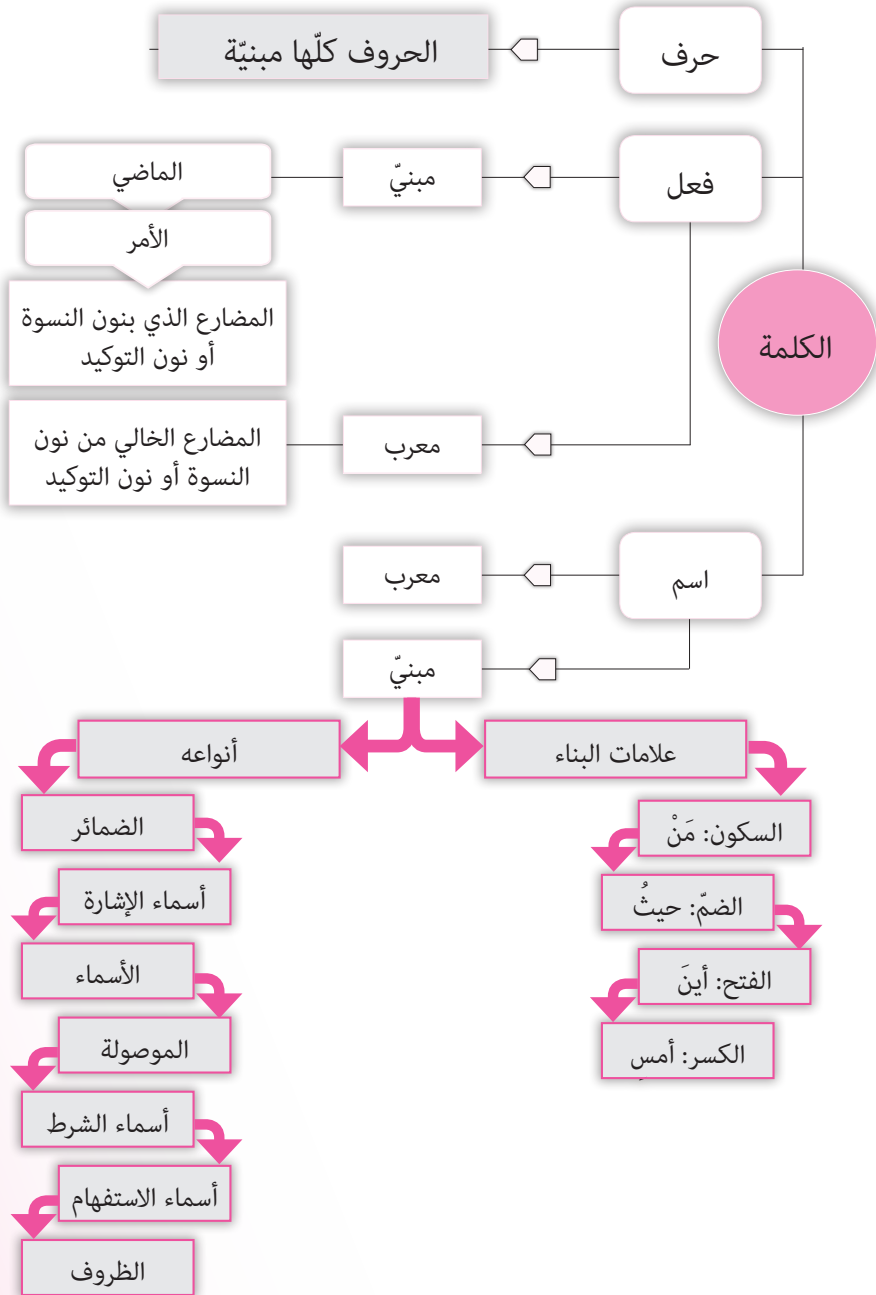 حرف
الحروف كلّها مبنيّة
فعل
مبنيّ
الماضي
الأمر
المضارع الذي بنون النسوة
أو نون التوكيد
الكلمة
معرب
المضارع الخالي من نون
النسوة أو نون التوكيد
اسم
معرب
مبنيّ
علامات البناء
السكون: مَنْ
الضمّ: حيثُ
الفتح: أينَ
الكسر: أمسِ
أنواعه
الضمائر
أسماء الإشارة
الأسماء
الموصولة
أسماء الشرط
أسماء الاستفهام
الظروف